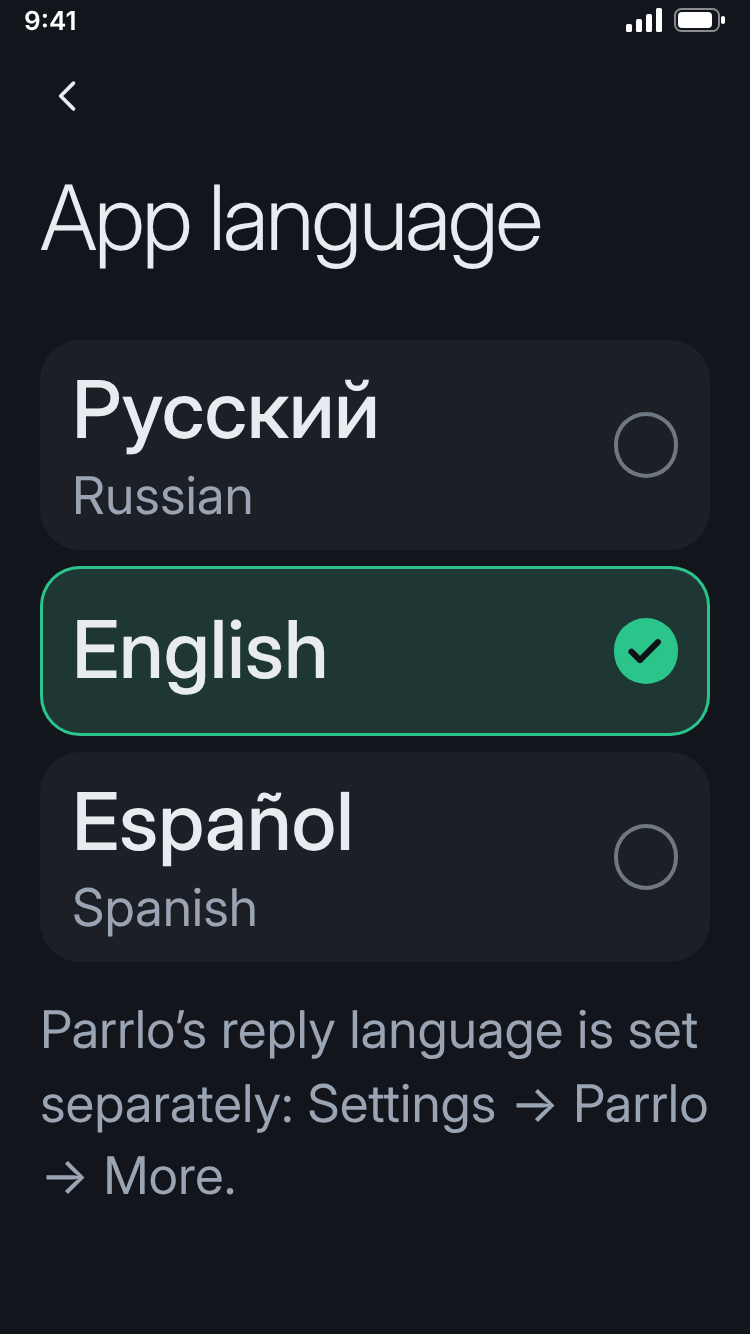 9:41
App language
Русский
Russian
English
Español
Spanish
Parrlo’s reply language is set
separately: Settings → Parrlo
→ More.